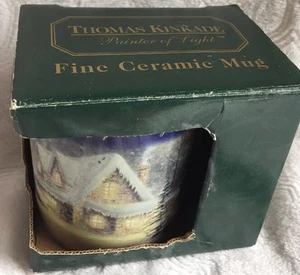 THOMAS KINKADE
Painter of Light
Fine Ceramic Mug